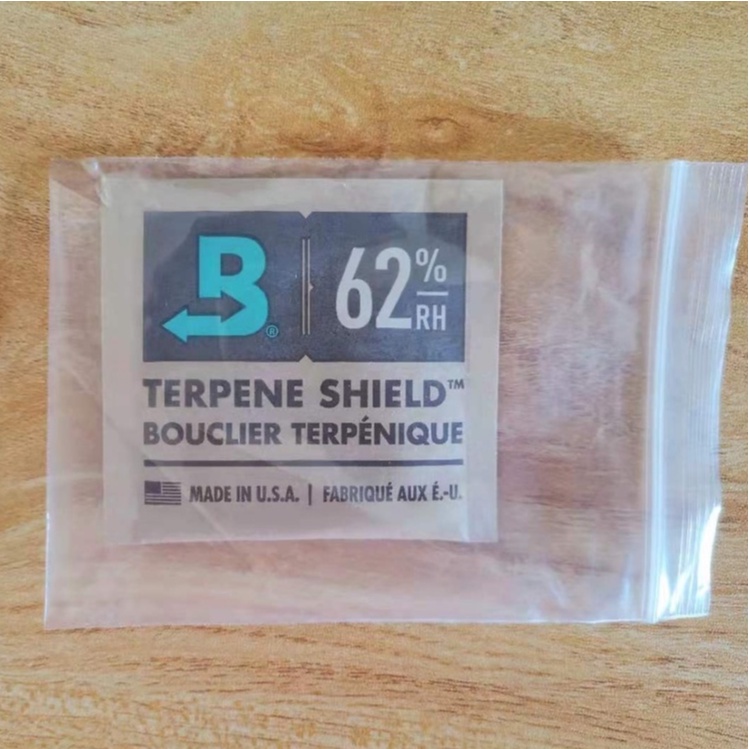 B® 62% RH
TERPENE SHIELD™
BOUCLIER TERPÉNIQUE
MADE IN U.S.A. | FABRIQUÉ AUX É.-U.